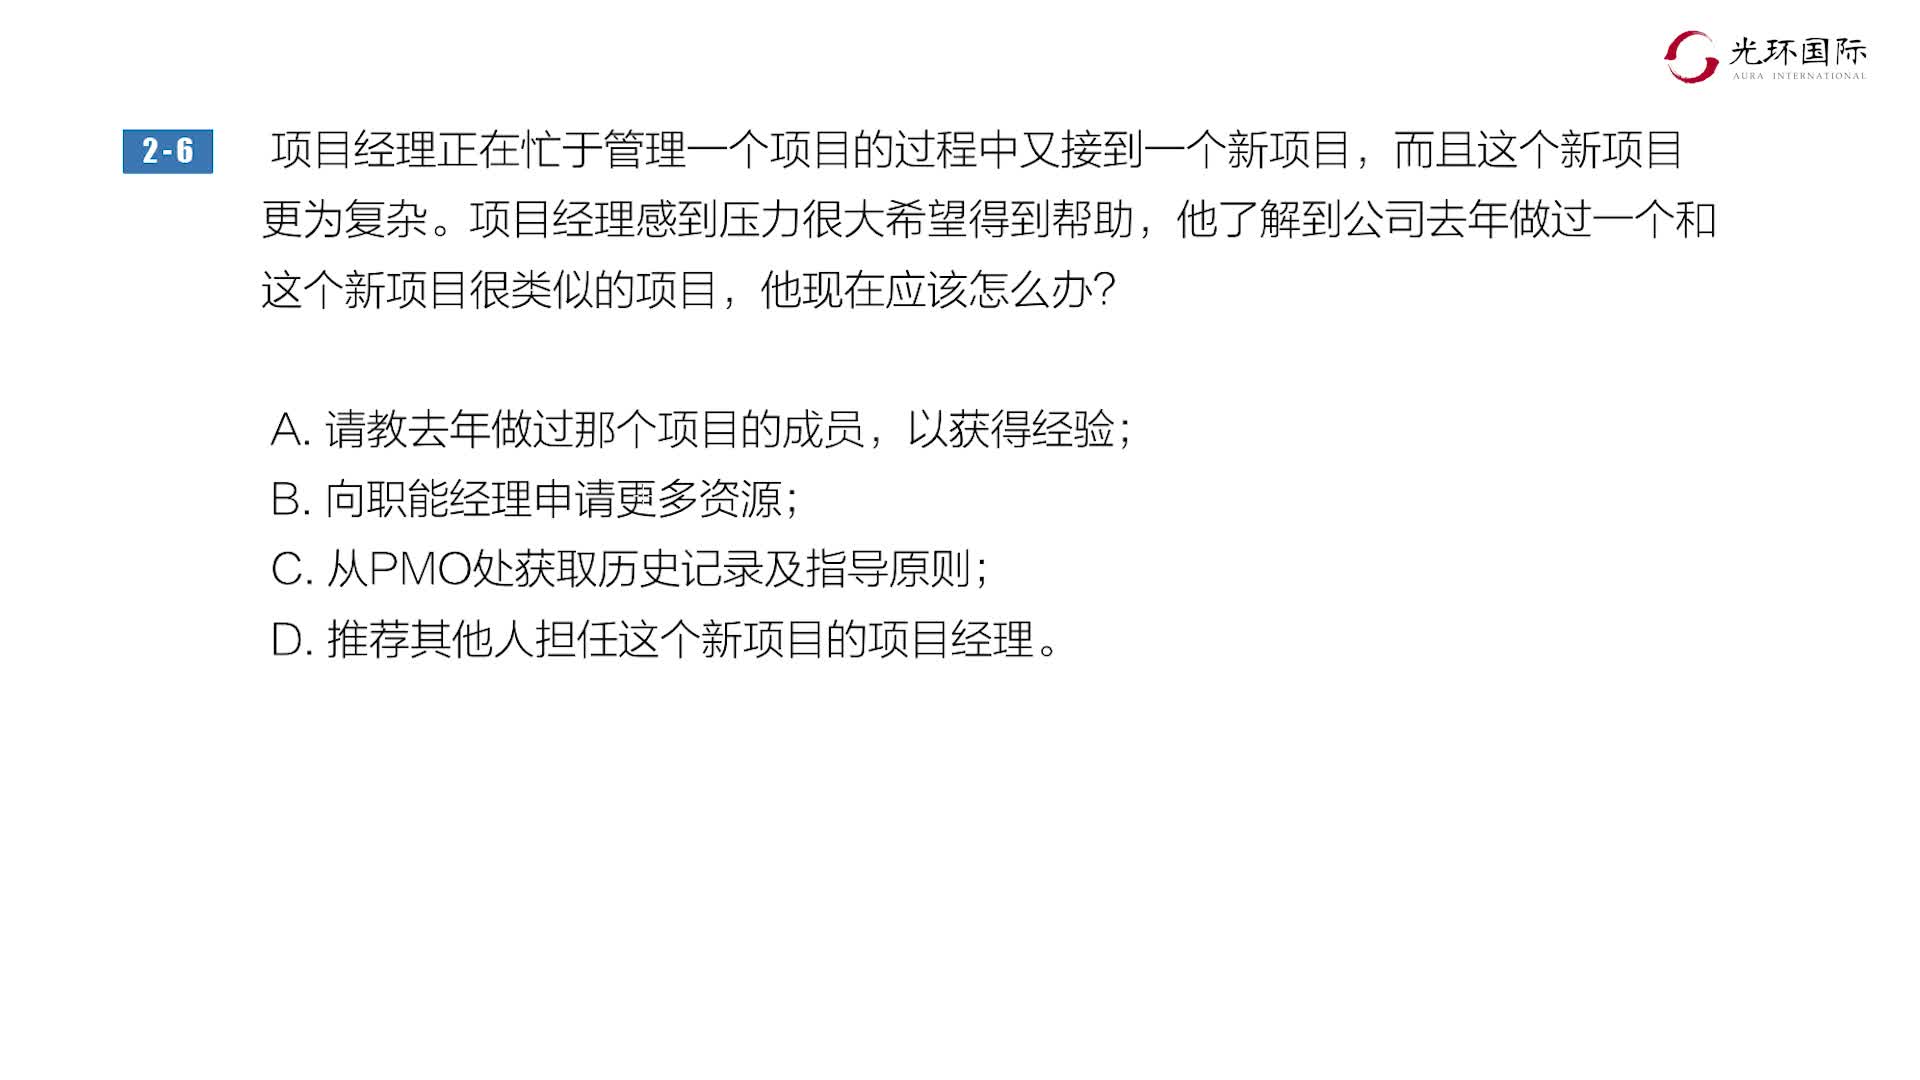 光环国际
AURA INTERNATIONAL
2-6 项目经理正在忙于管理一个项目的过程中又接到一个新项目，而且这个新项目
更为复杂。项目经理感到压力很大希望得到帮助，他了解到公司去年做过一个和
这个新项目很类似的项目，他现在应该怎么办？
A. 请教去年做过那个项目的成员，以获得经验；
B. 向职能经理申请更多资源；
C. 从PMO处获取历史记录及指导原则；
D. 推荐其他人担任这个新项目的项目经理。